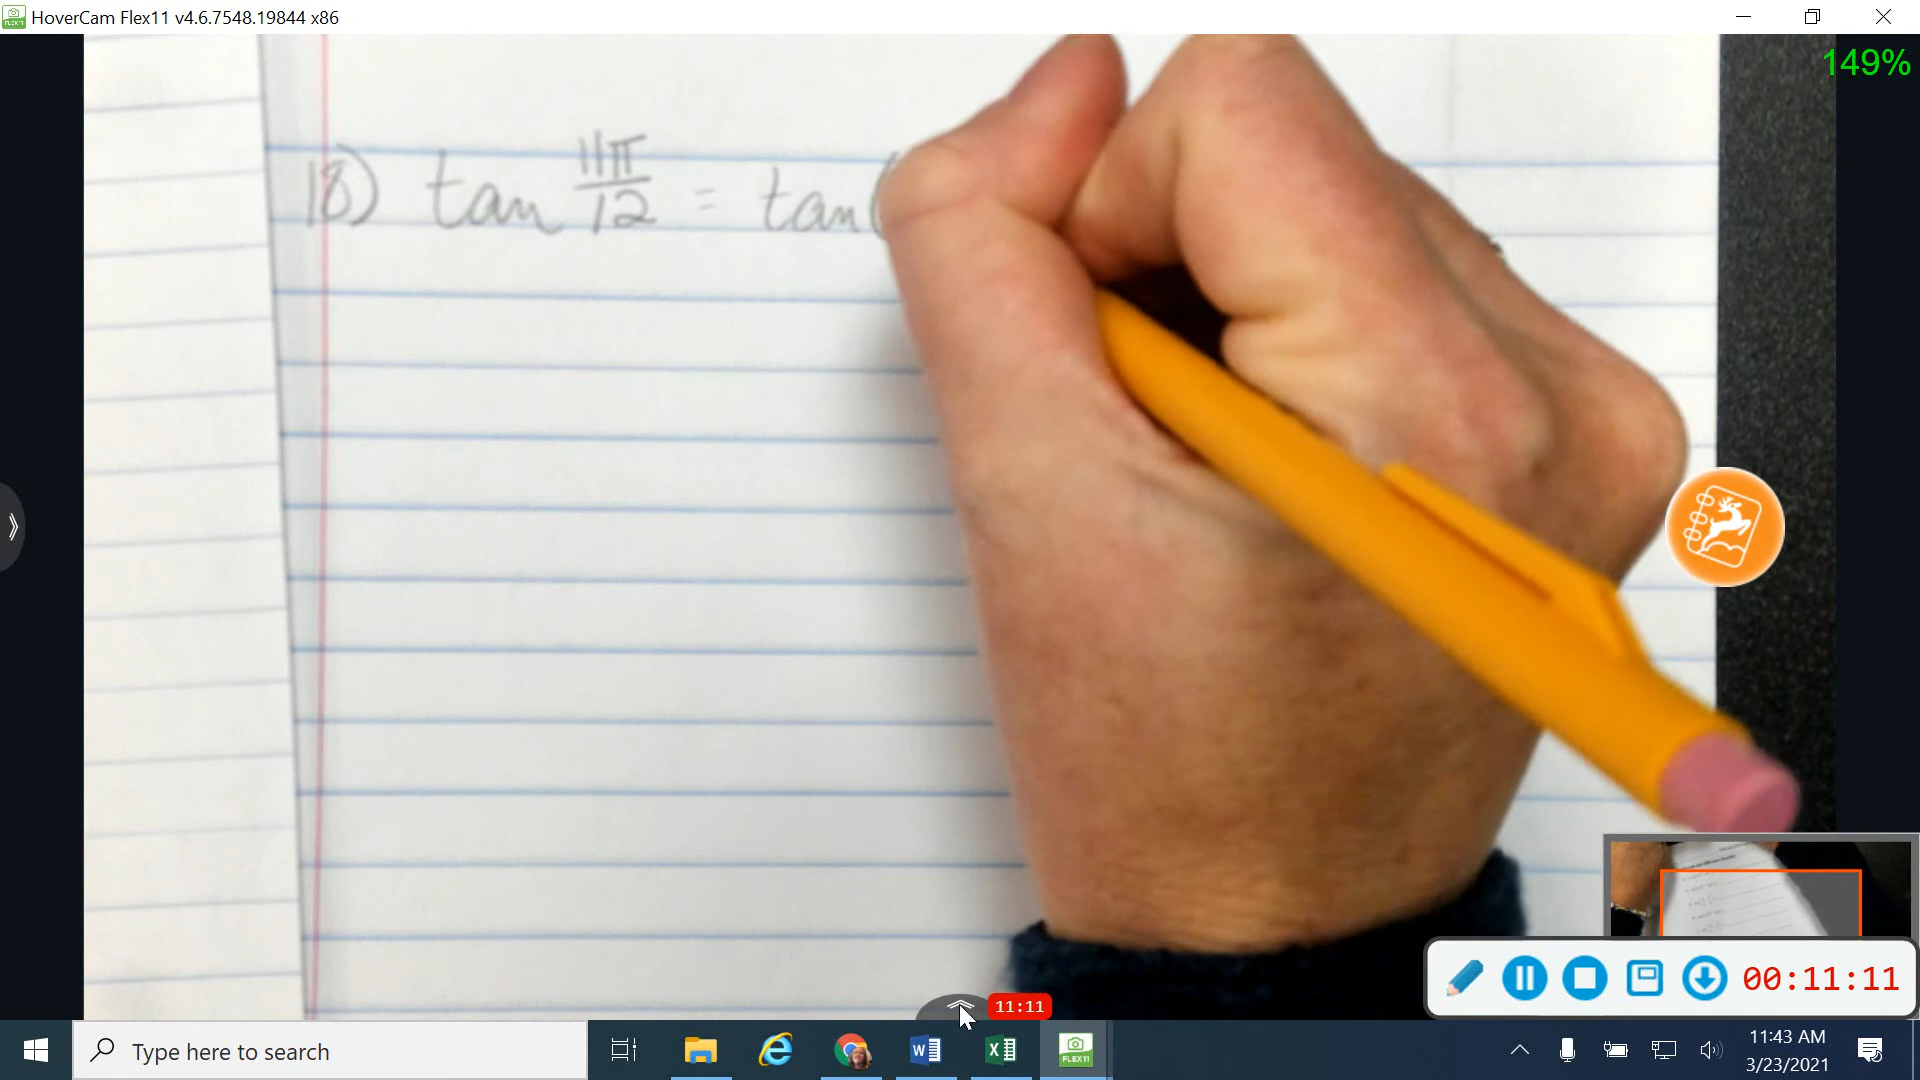 HoverCam Flex11 v4.6.7548.19844 x86
149%
18) tan 11π/12 = tan(
00:11:11
11:11
Type here to search
FLEX11
11:43 AM
3/23/2021